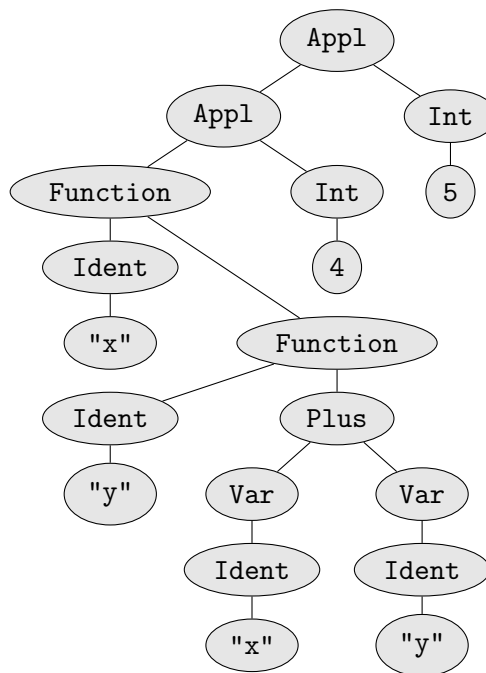 Appl
Appl Int
Function Int 5
Ident 4
"x" Function
Ident Plus
"y" Var Var
Ident Ident
"x" "y"